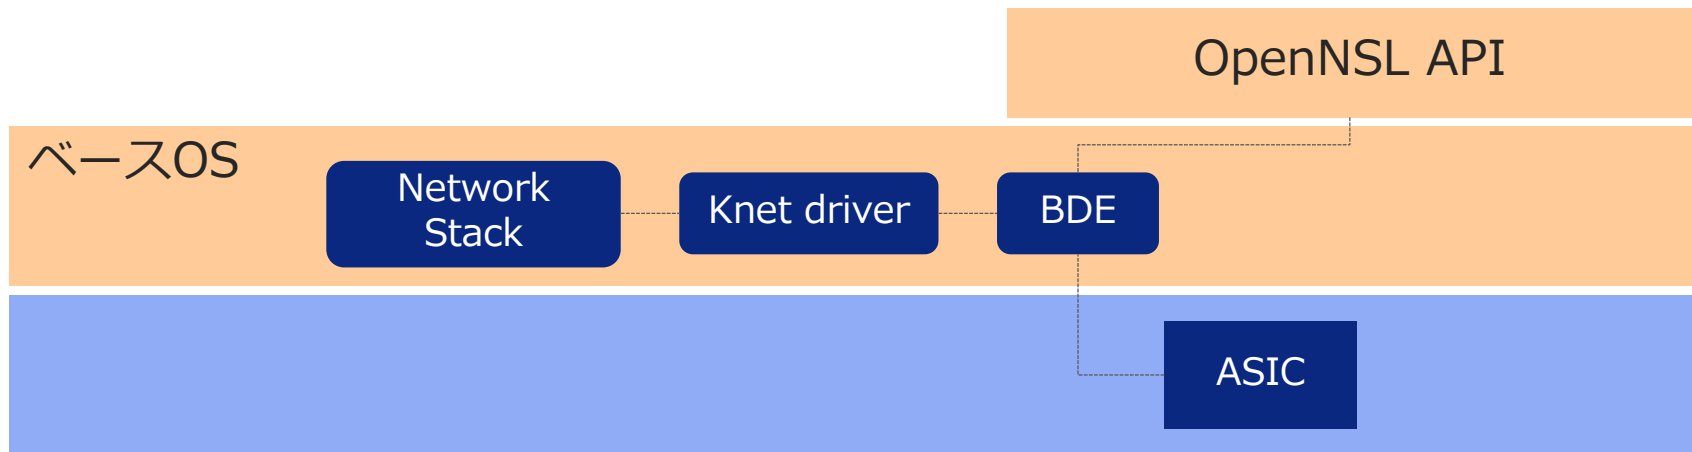 OpenNSL API
ベースOS
Network
Stack
Knet driver
BDE
ASIC